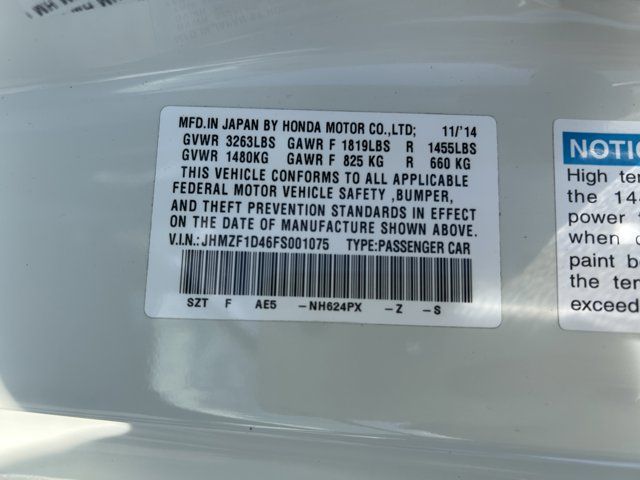 MFD.IN JAPAN BY HONDA MOTOR CO.,LTD; 11/'14
GVWR 3263LBS GAWR F 1819LBS R 1455LBS
GVWR 1480KG GAWR F 825 KG R 660 KG
THIS VEHICLE CONFORMS TO ALL APPLICABLE
FEDERAL MOTOR VEHICLE SAFETY ,BUMPER,
AND THEFT PREVENTION STANDARDS IN EFFECT
ON THE DATE OF MANUFACTURE SHOWN ABOVE.
V.I.N.:JHMZF1D46FS001075 TYPE:PASSENGER CAR
SZT F AE5 -NH624PX -Z -S
NOTIC
High ten
the 14
power
when
paint b
the tem
exceed